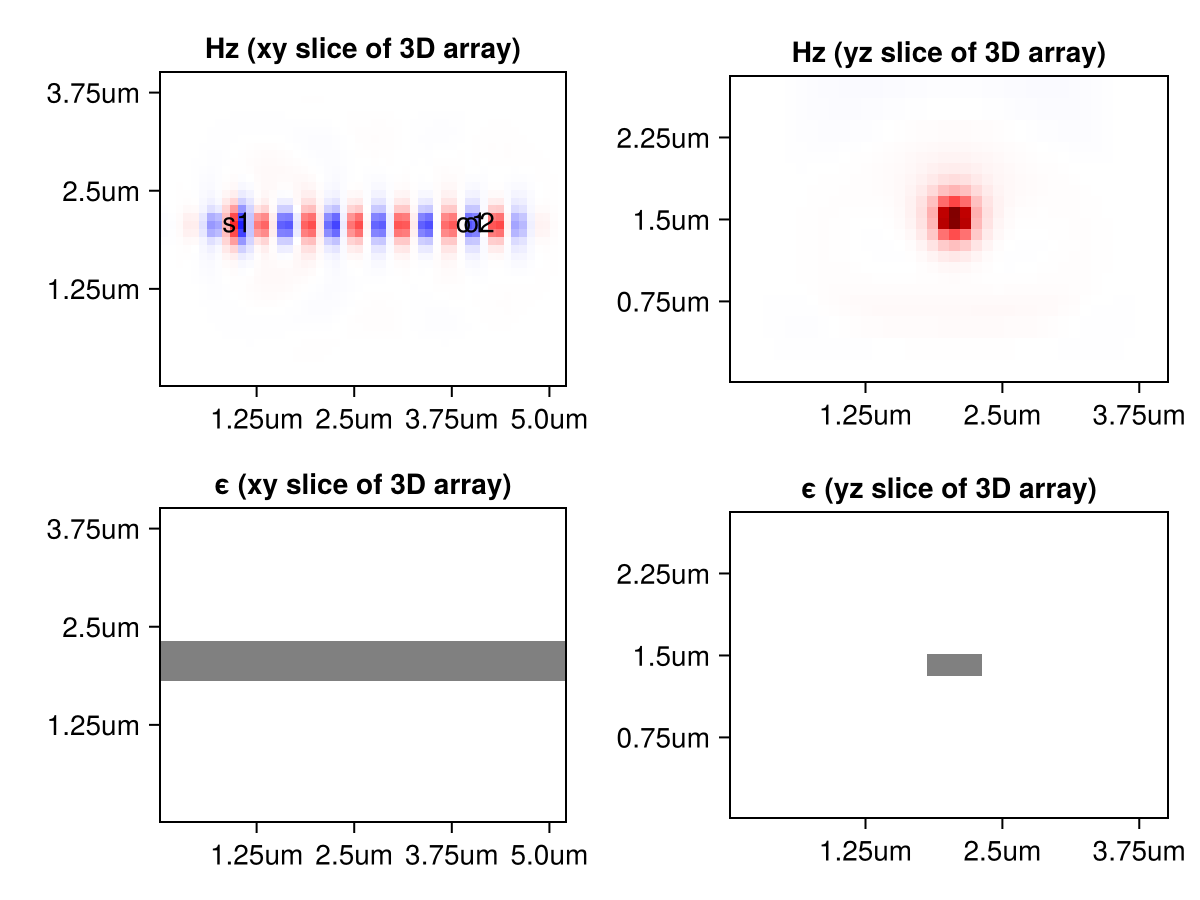 Hz (xy slice of 3D array)
3.75um
2.5um
1.25um
s1
o2
1.25um 2.5um 3.75um 5.0um
Hz (yz slice of 3D array)
2.25um
1.5um
0.75um
1.25um 2.5um 3.75um
ϵ (xy slice of 3D array)
3.75um
2.5um
1.25um
1.25um 2.5um 3.75um 5.0um
ϵ (yz slice of 3D array)
2.25um
1.5um
0.75um
1.25um 2.5um 3.75um